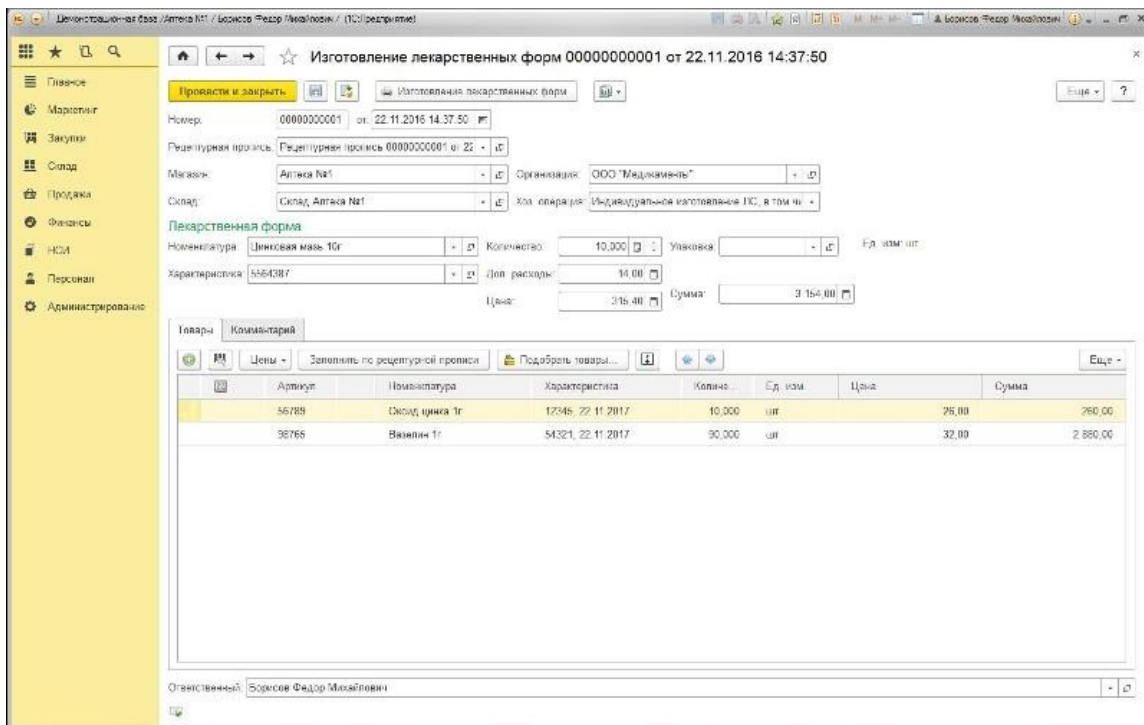 Демонстрационная база /Аптека №1 / Борисов Федор Михайлович / (1С:Предприятие)
M M+ M- Борисов Федор Михайлович
Изготовление лекарственных форм 00000000001 от 22.11.2016 14:37:50
Главное
Маркетинг
Закупки
Склад
Продажи
Финансы
НСИ
Персонал
Администрирование
Провести и закрыть Изготовление лекарственных форм Еще ?
Номер: 00000000001 от: 22.11.2016 14:37:50
Рецептурная пропись: Рецептурная пропись 00000000001 от 22
Магазин: Аптека №1 Организация: ООО "Медикаменты"
Склад: Склад Аптека №1 Хоз. операция: Индивидуальное изготовление ЛС, в том чи
Лекарственная форма
Номенклатура: Цинковая мазь 10г Количество: 10,000 Упаковка: Ед. изм: шт
Характеристика: 5564387 Доп. расходы: 14,00
Цена: 315,40 Сумма: 3 154,00
Товары Комментарий
Цены Заполнить по рецептурной прописи Подобрать товары... Еще
Артикул Номенклатура Характеристика Количе... Ед. изм. Цена Сумма
56789 Оксид цинка 1г 12345, 22.11.2017 10,000 шт 26,00 260,00
98765 Вазелин 1г 54321, 22.11.2017 90,000 шт 32,00 2 880,00
Ответственный: Борисов Федор Михайлович